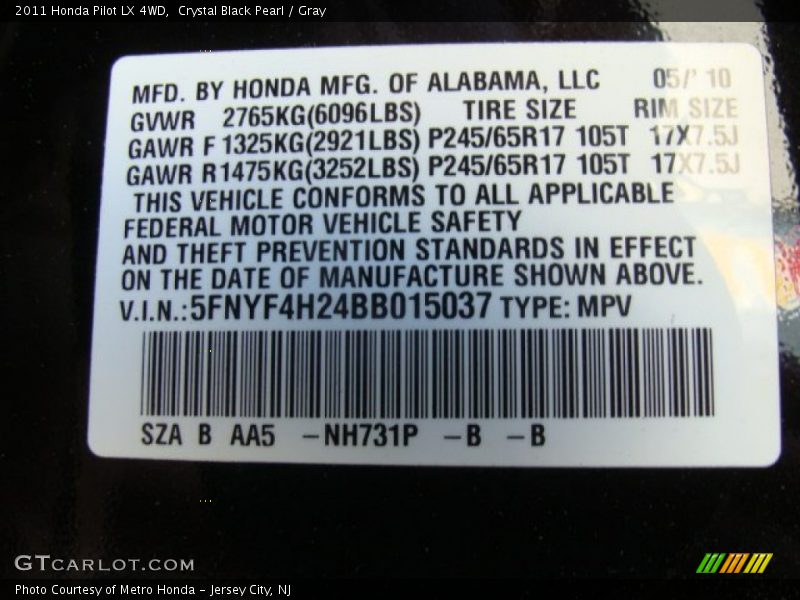 2011 Honda Pilot LX 4WD,  Crystal Black Pearl / Gray
MFD. BY HONDA MFG. OF ALABAMA, LLC 05/'10
GVWR 2765KG(6096LBS) TIRE SIZE RIM SIZE
GAWR F 1325KG(2921LBS) P245/65R17 105T 17X7.5J
GAWR R1475KG(3252LBS) P245/65R17 105T 17X7.5J
THIS VEHICLE CONFORMS TO ALL APPLICABLE
FEDERAL MOTOR VEHICLE SAFETY
AND THEFT PREVENTION STANDARDS IN EFFECT
ON THE DATE OF MANUFACTURE SHOWN ABOVE.
V.I.N.:5FNYF4H24BB015037 TYPE: MPV
SZA B AA5 -NH731P -B -B
GTCARLOT.COM
Photo Courtesy of Metro Honda - Jersey City, NJ